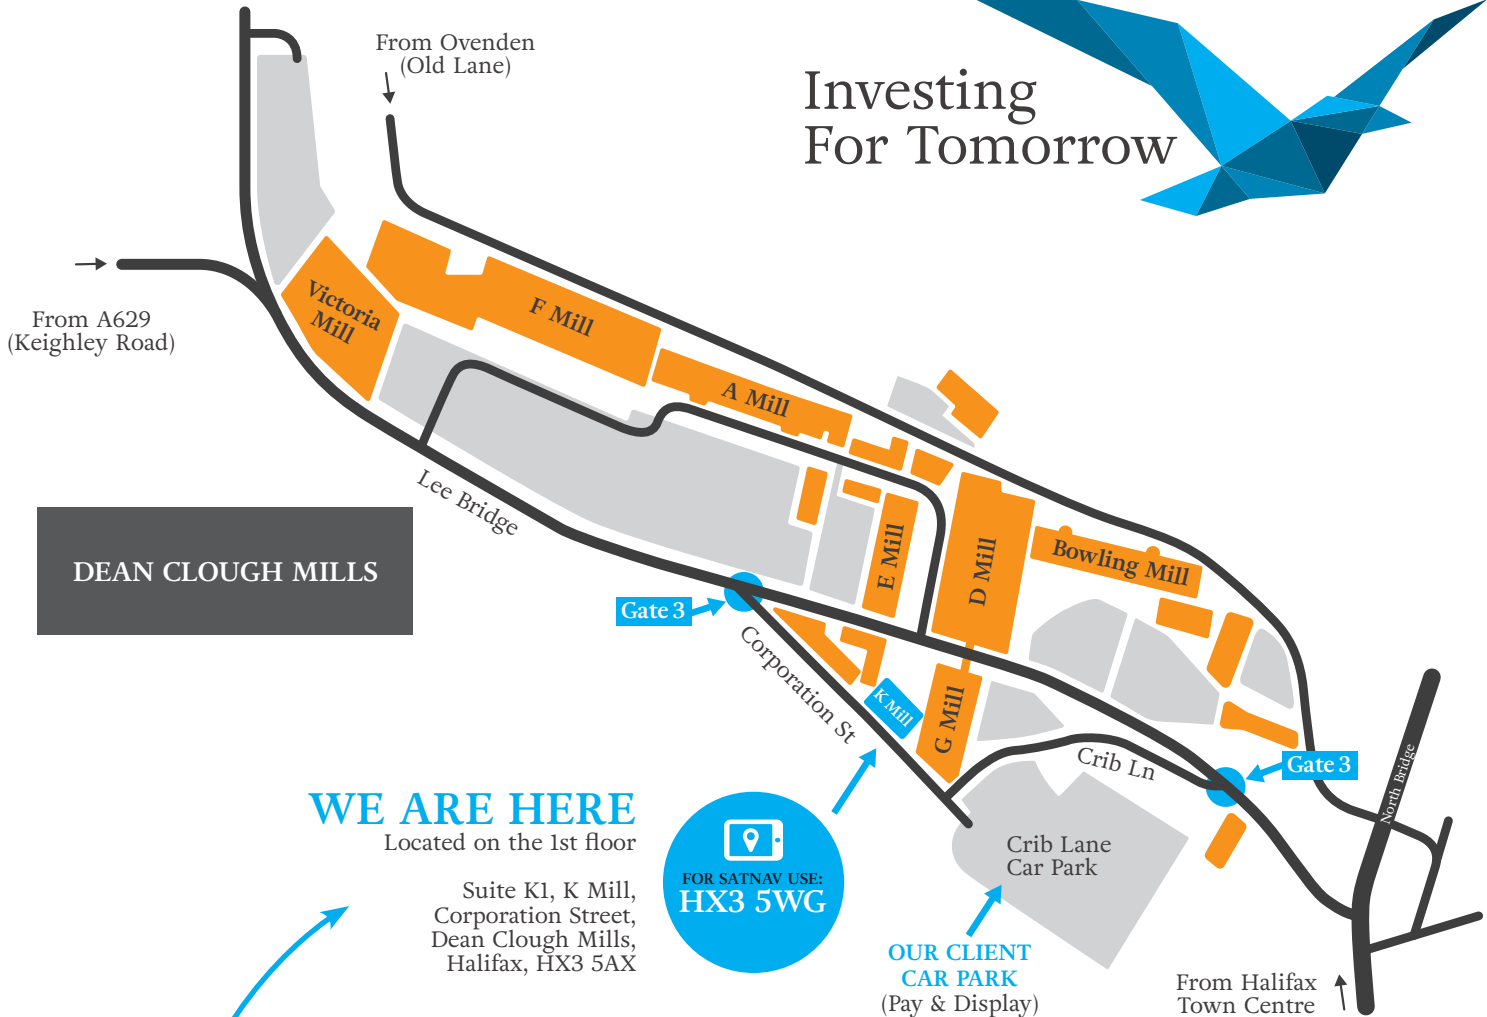 From Ovenden
(Old Lane)
Investing
For Tomorrow
From A629
(Keighley Road)
Victoria
Mill
F Mill
A Mill
Lee Bridge
E Mill
D Mill
Bowling Mill
DEAN CLOUGH MILLS
Gate 3
Corporation St
K Mill
G Mill
Crib Ln
Gate 3
North Bridge
WE ARE HERE
Located on the 1st floor
Suite K1, K Mill,
Corporation Street,
Dean Clough Mills,
Halifax, HX3 5AX
FOR SATNAV USE:
HX3 5WG
Crib Lane
Car Park
OUR CLIENT
CAR PARK
(Pay & Display)
From Halifax
Town Centre